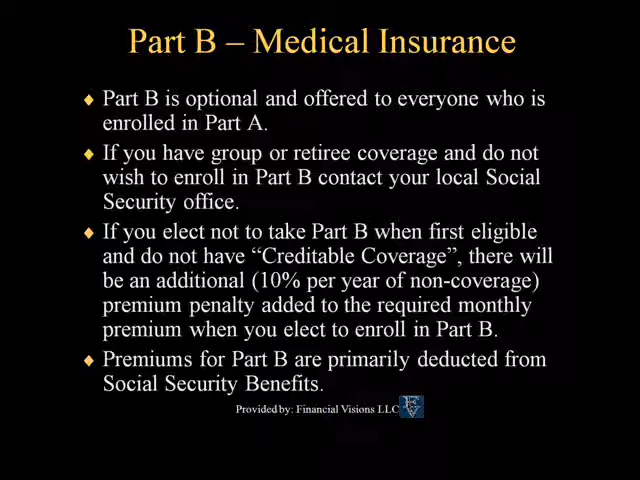 Part B – Medical Insurance
Part B is optional and offered to everyone who is
enrolled in Part A.
If you have group or retiree coverage and do not
wish to enroll in Part B contact your local Social
Security office.
If you elect not to take Part B when first eligible
and do not have “Creditable Coverage”, there will
be an additional (10% per year of non-coverage)
premium penalty added to the required monthly
premium when you elect to enroll in Part B.
Premiums for Part B are primarily deducted from
Social Security Benefits.
Provided by: Financial Visions LLC